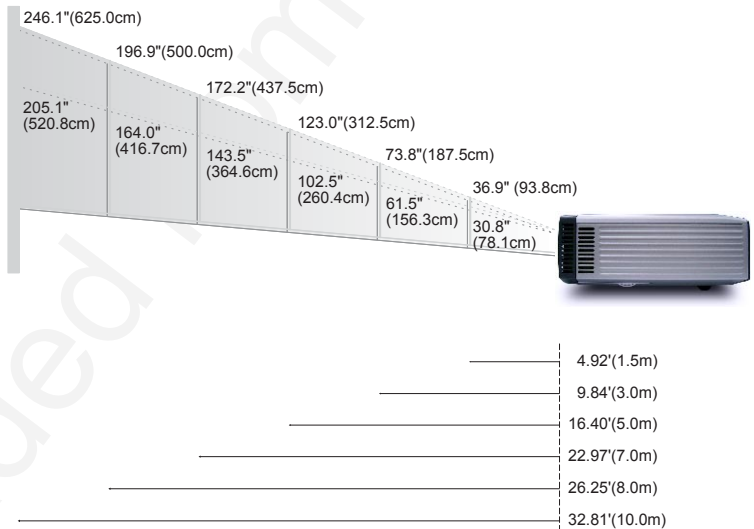 246.1"(625.0cm)
196.9"(500.0cm)
172.2"(437.5cm)
123.0"(312.5cm)
73.8"(187.5cm)
36.9" (93.8cm)
205.1"
(520.8cm)
164.0"
(416.7cm)
143.5"
(364.6cm)
102.5"
(260.4cm)
61.5"
(156.3cm)
30.8"
(78.1cm)
4.92'(1.5m)
9.84'(3.0m)
16.40'(5.0m)
22.97'(7.0m)
26.25'(8.0m)
32.81'(10.0m)